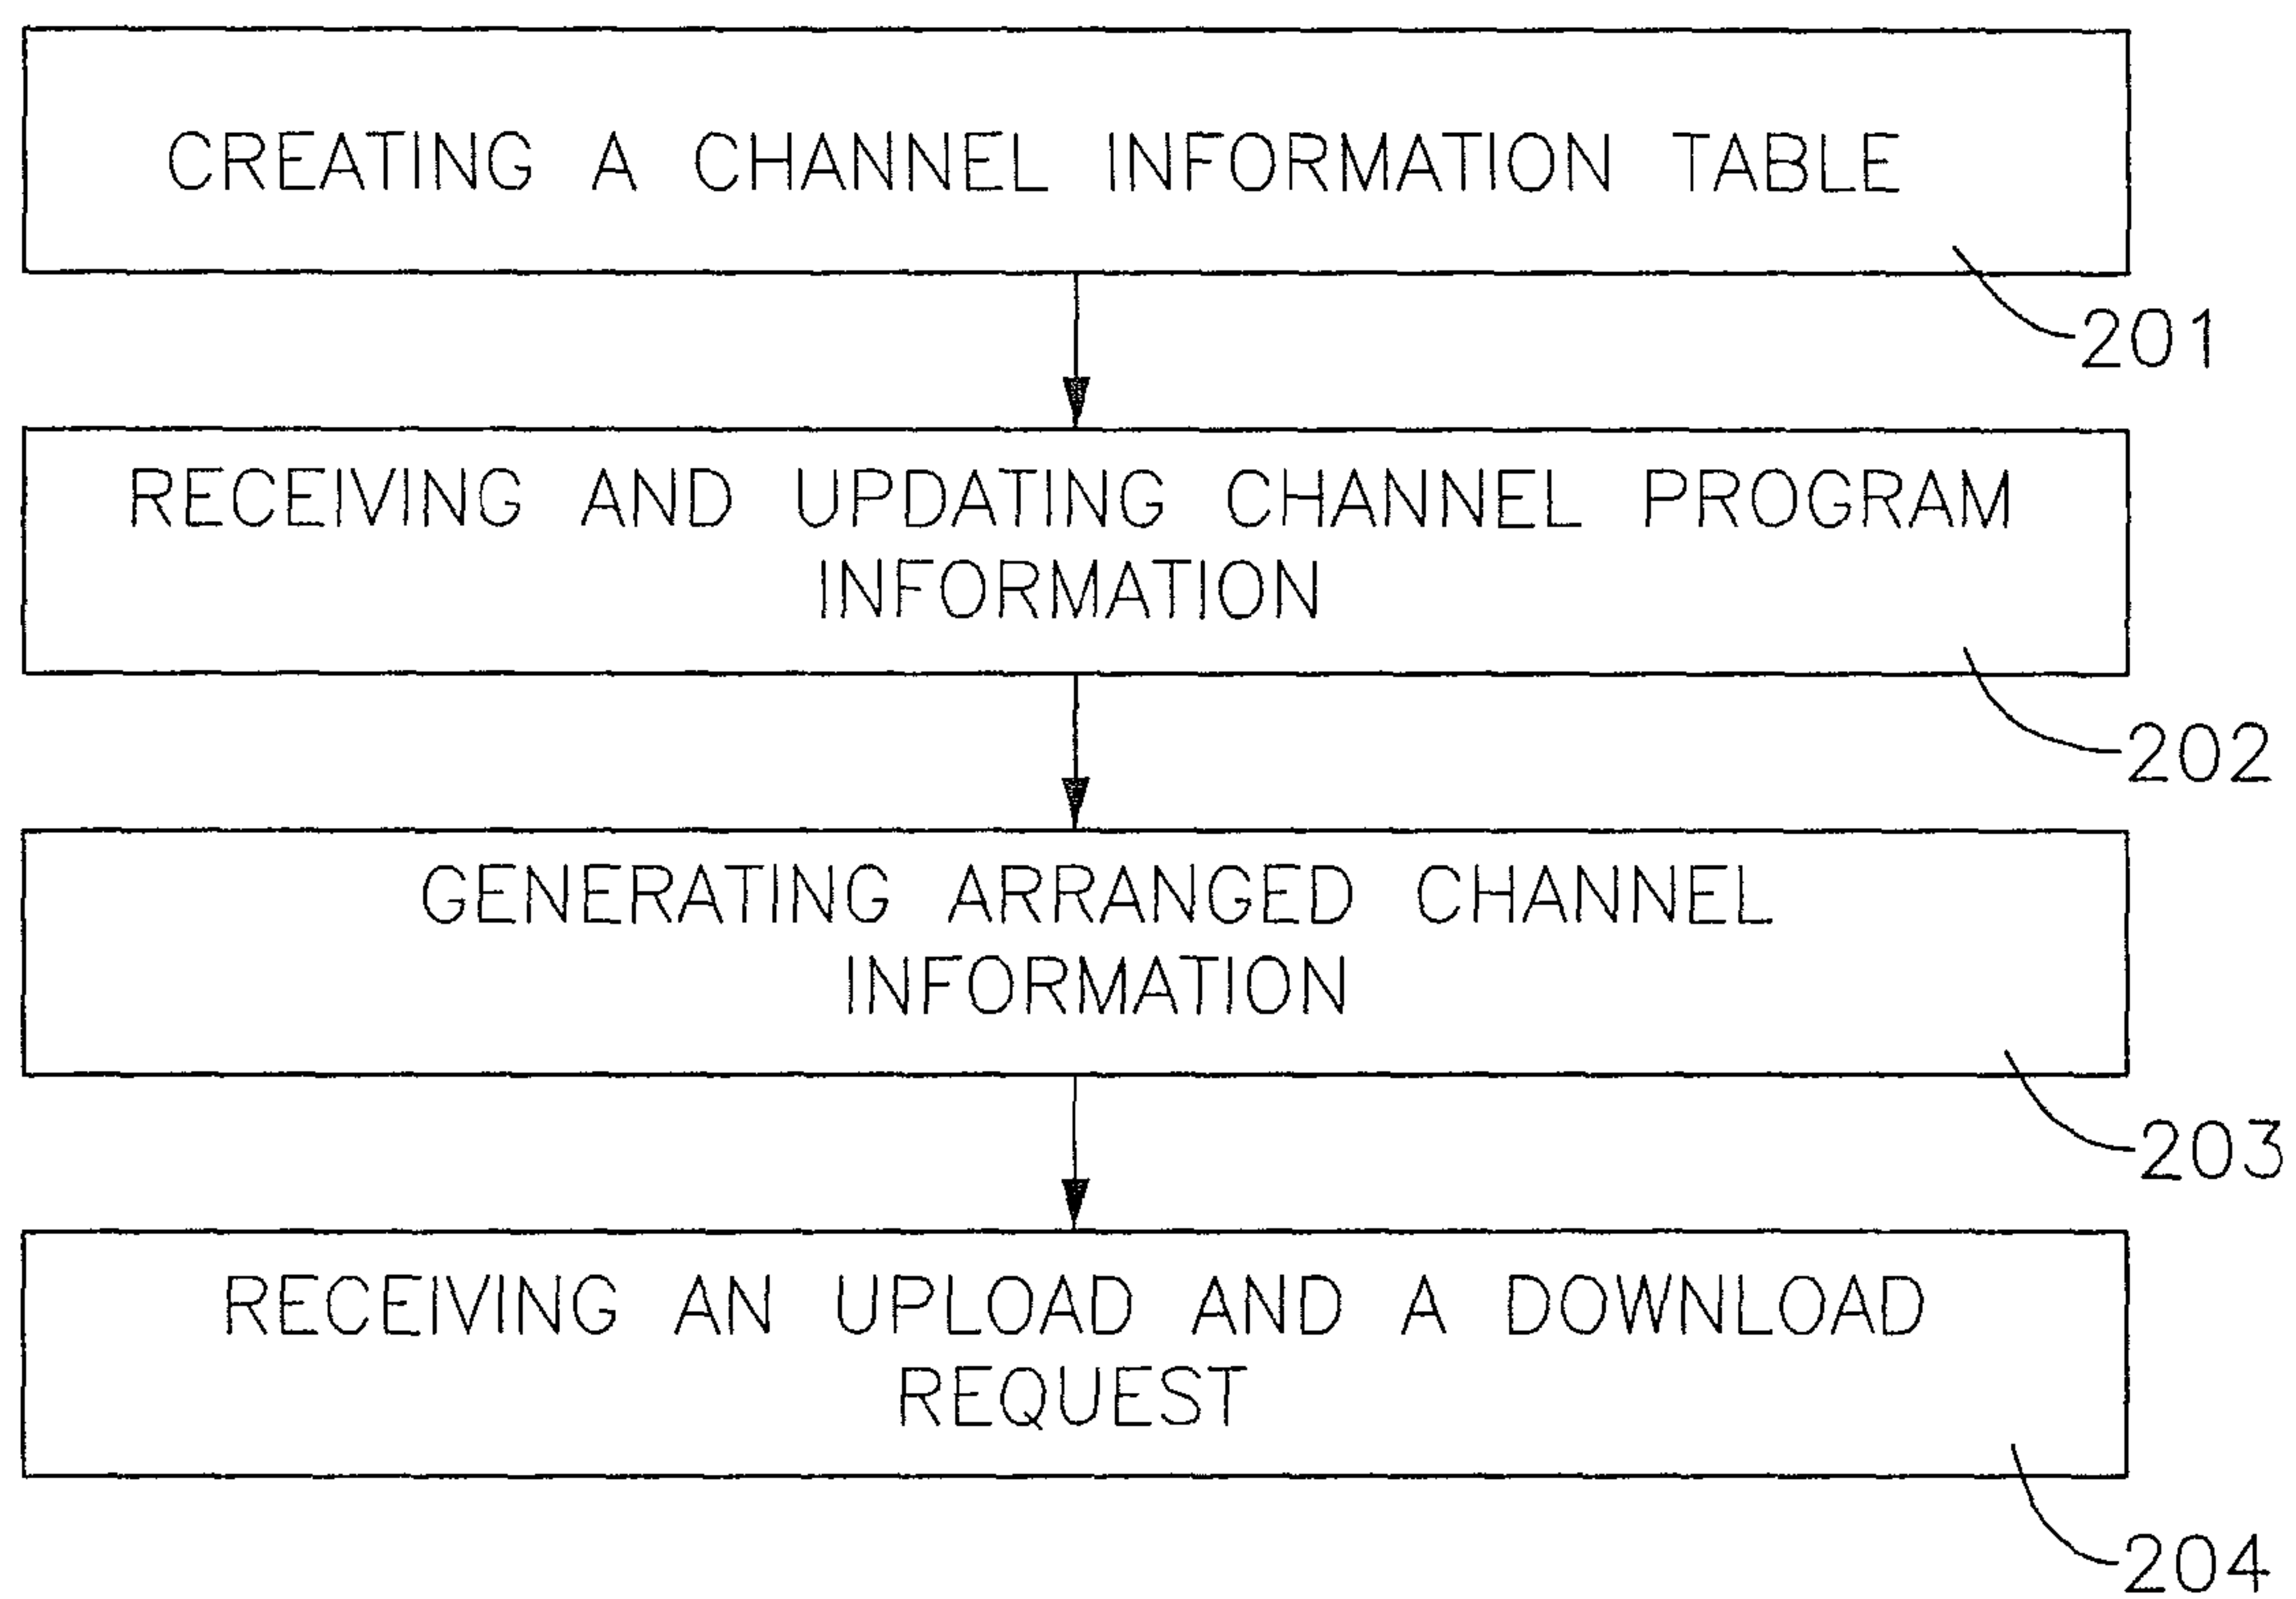 CREATING A CHANNEL INFORMATION TABLE
201
RECEIVING AND UPDATING CHANNEL PROGRAM
INFORMATION
202
GENERATING ARRANGED CHANNEL
INFORMATION
203
RECEIVING AN UPLOAD AND A DOWNLOAD
REQUEST
204